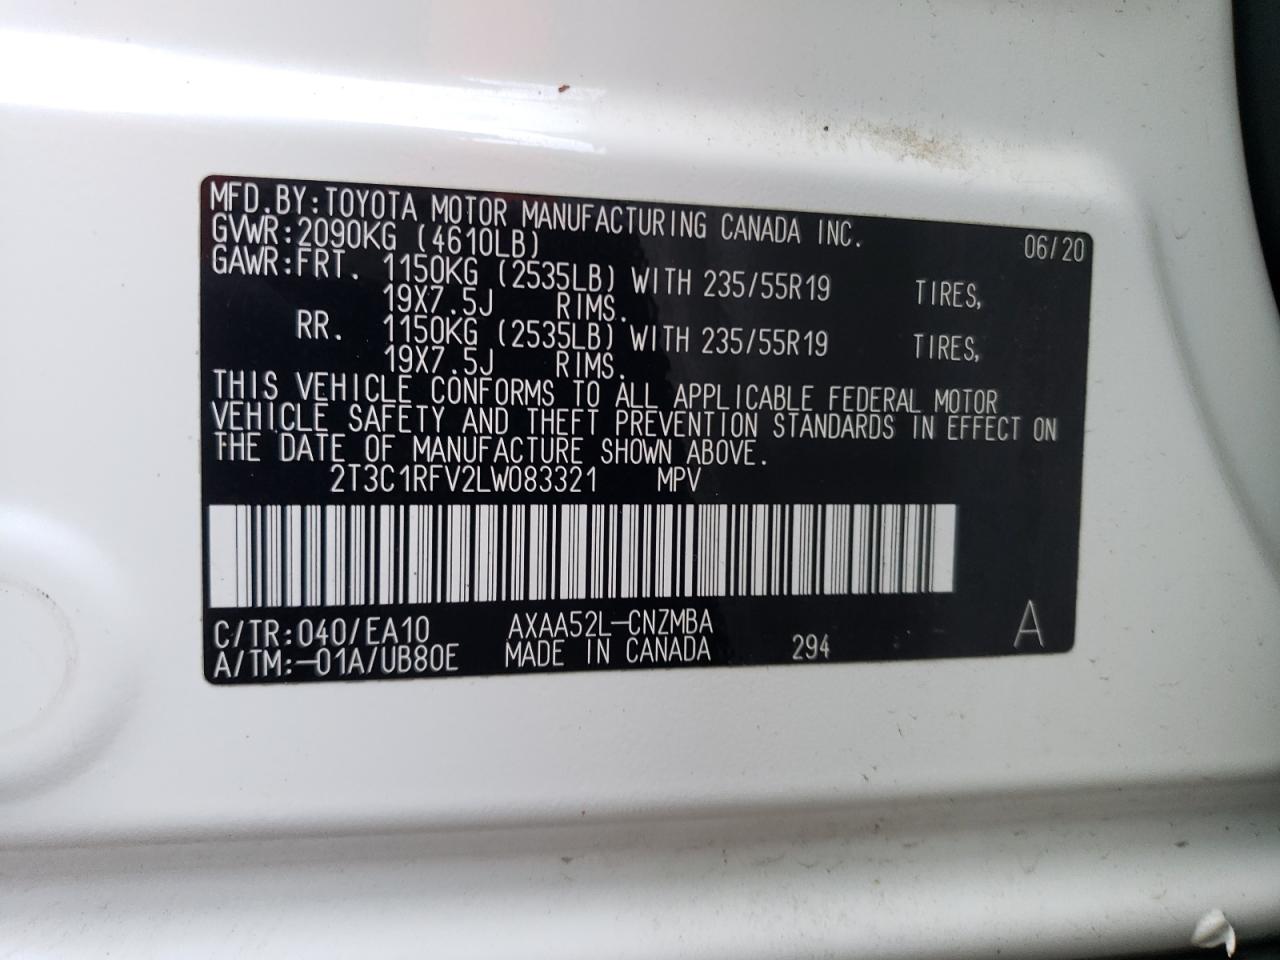 MFD.BY:TOYOTA MOTOR MANUFACTURING CANADA INC. 06/20
GVWR:2090KG (4610LB)
GAWR:FRT. 1150KG (2535LB) WITH 235/55R19 TIRES,
19X7.5J RIMS.
RR. 1150KG (2535LB) WITH 235/55R19 TIRES,
19X7.5J RIMS.
THIS VEHICLE CONFORMS TO ALL APPLICABLE FEDERAL MOTOR
VEHICLE SAFETY AND THEFT PREVENTION STANDARDS IN EFFECT ON
THE DATE OF MANUFACTURE SHOWN ABOVE.
2T3C1RFV2LW083321 MPV
C/TR:040/EA10 AXAA52L-CNZMBA A
A/TM:-01A/UB80E MADE IN CANADA 294